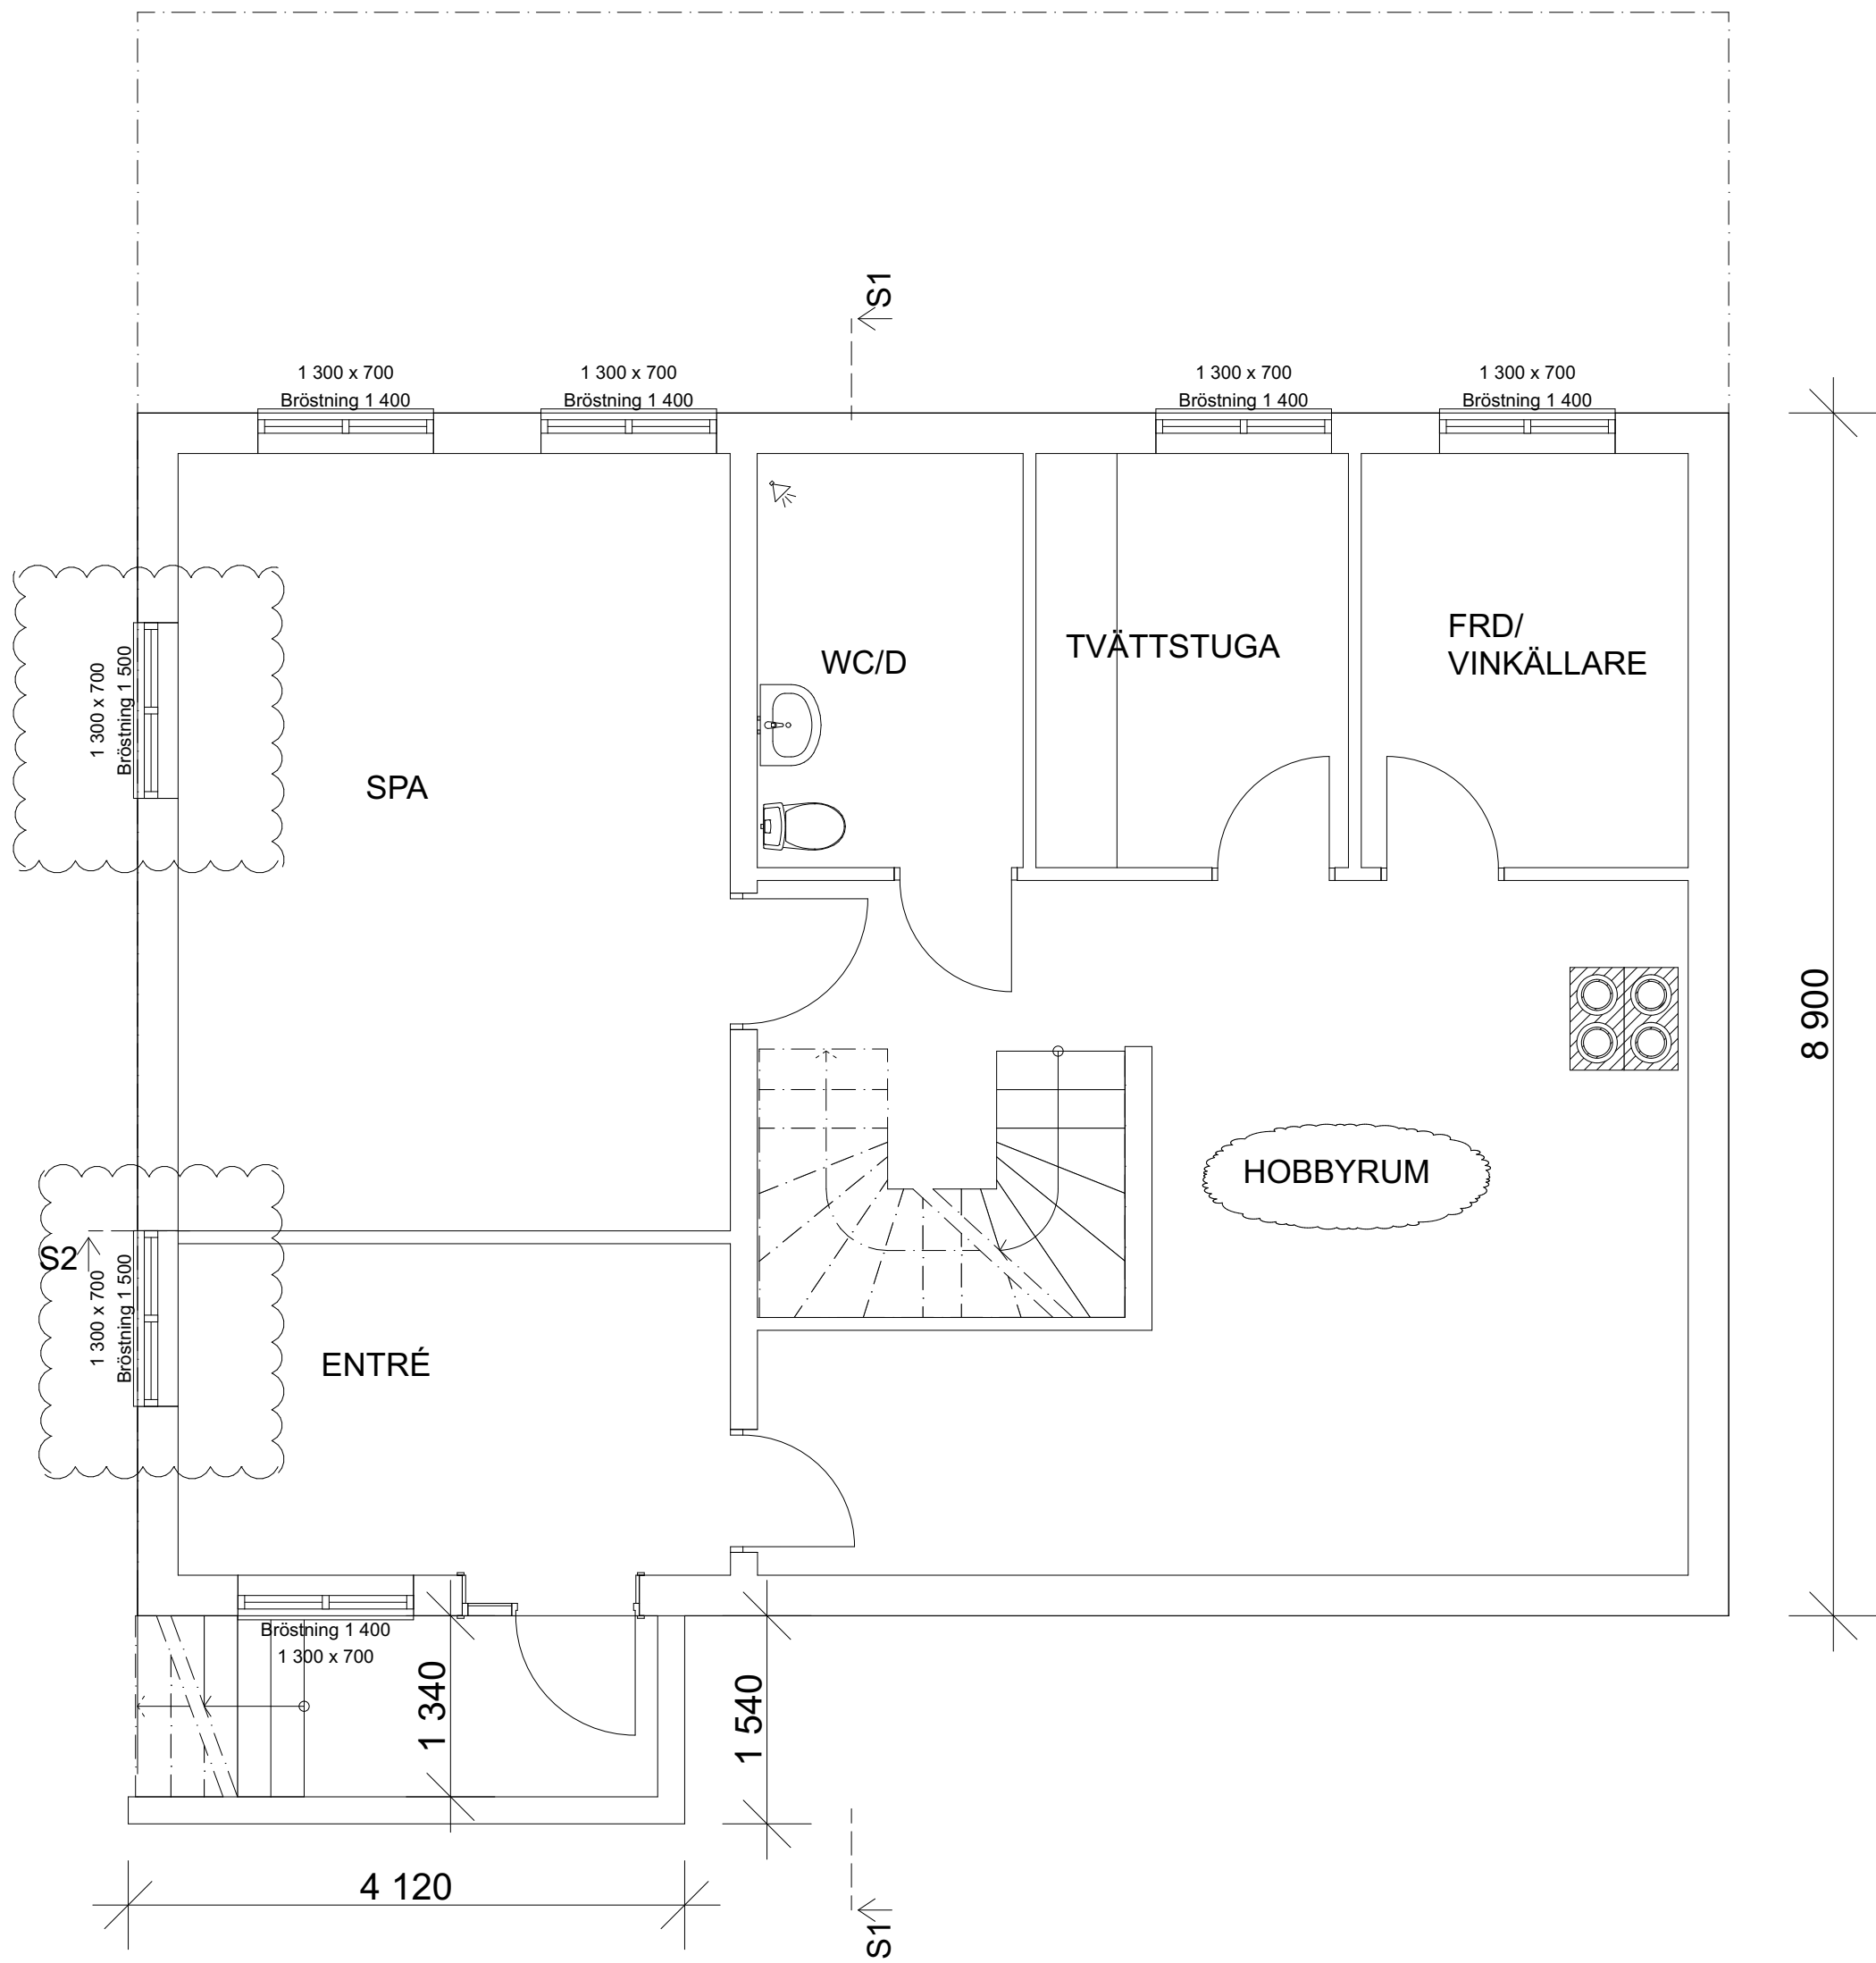 S1
1 300 x 700
Bröstning 1 400
1 300 x 700
Bröstning 1 400
1 300 x 700
Bröstning 1 400
1 300 x 700
Bröstning 1 400
1 300 x 700
Bröstning 1 500
SPA
WC/D
TVÄTTSTUGA
FRD/
VINKÄLLARE
8 900
HOBBYRUM
S2
1 300 x 700
Bröstning 1 500
ENTRÉ
Bröstning 1 400
1 300 x 700
1 340
1 540
4 120
S1